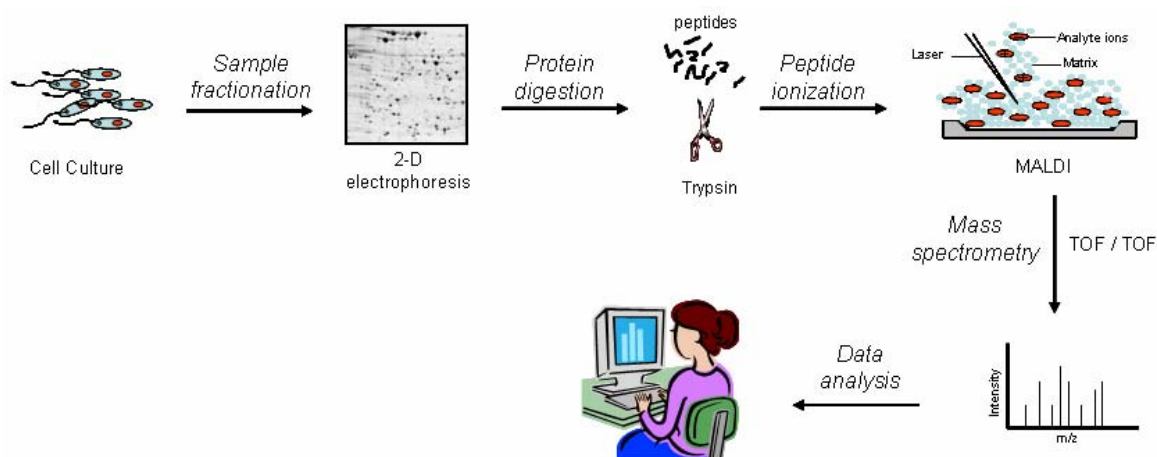 Cell Culture
Sample
fractionation
2-D
electrophoresis
Protein
digestion
peptides
Trypsin
Peptide
ionization
Laser
Analyte ions
Matrix
MALDI
Mass
spectrometry
TOF / TOF
Intensity
m/z
Data
analysis